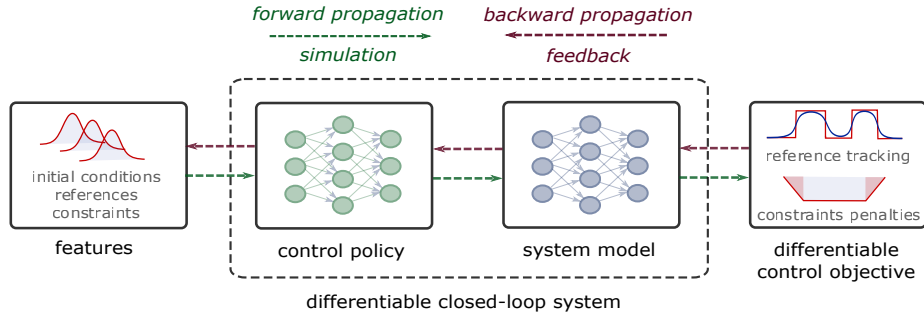 forward propagation
simulation
backward propagation
feedback
initial conditions
references
constraints
features
control policy
system model
reference tracking
constraints penalties
differentiable
control objective
differentiable closed-loop system